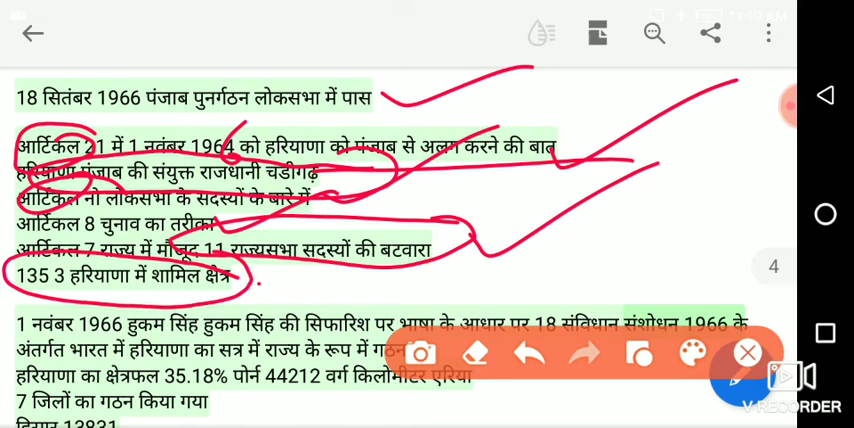 18 सितंबर 1966 पंजाब पुनर्गठन लोकसभा में पास
आर्टिकल 21 में 1 नवंबर 1964 को हरियाणा को पंजाब से अलग करने की बात
हरियाणा पंजाब की संयुक्त राजधानी चडीगढ़
आर्टिकल नो लोकसभा के सदस्यों के बारे में
आर्टिकल 8 चुनाव का तरीका
आर्टिकल 7 राज्य में मौजूद 11 राज्यसभा सदस्यों की बटवारा
135 3 हरियाणा में शामिल क्षेत्र
4
1 नवंबर 1966 हुकम सिंह हुकम सिंह की सिफारिश पर भाषा के आधार पर 18 संविधान संशोधन 1966 के
अंतर्गत भारत में हरियाणा का सत्र में राज्य के रूप में गठन
हरियाणा का क्षेत्रफल 35.18% पोर्न 44212 वर्ग किलोमीटर एरिया
7 जिलों का गठन किया गया
हिसार 13831
V RECORDER